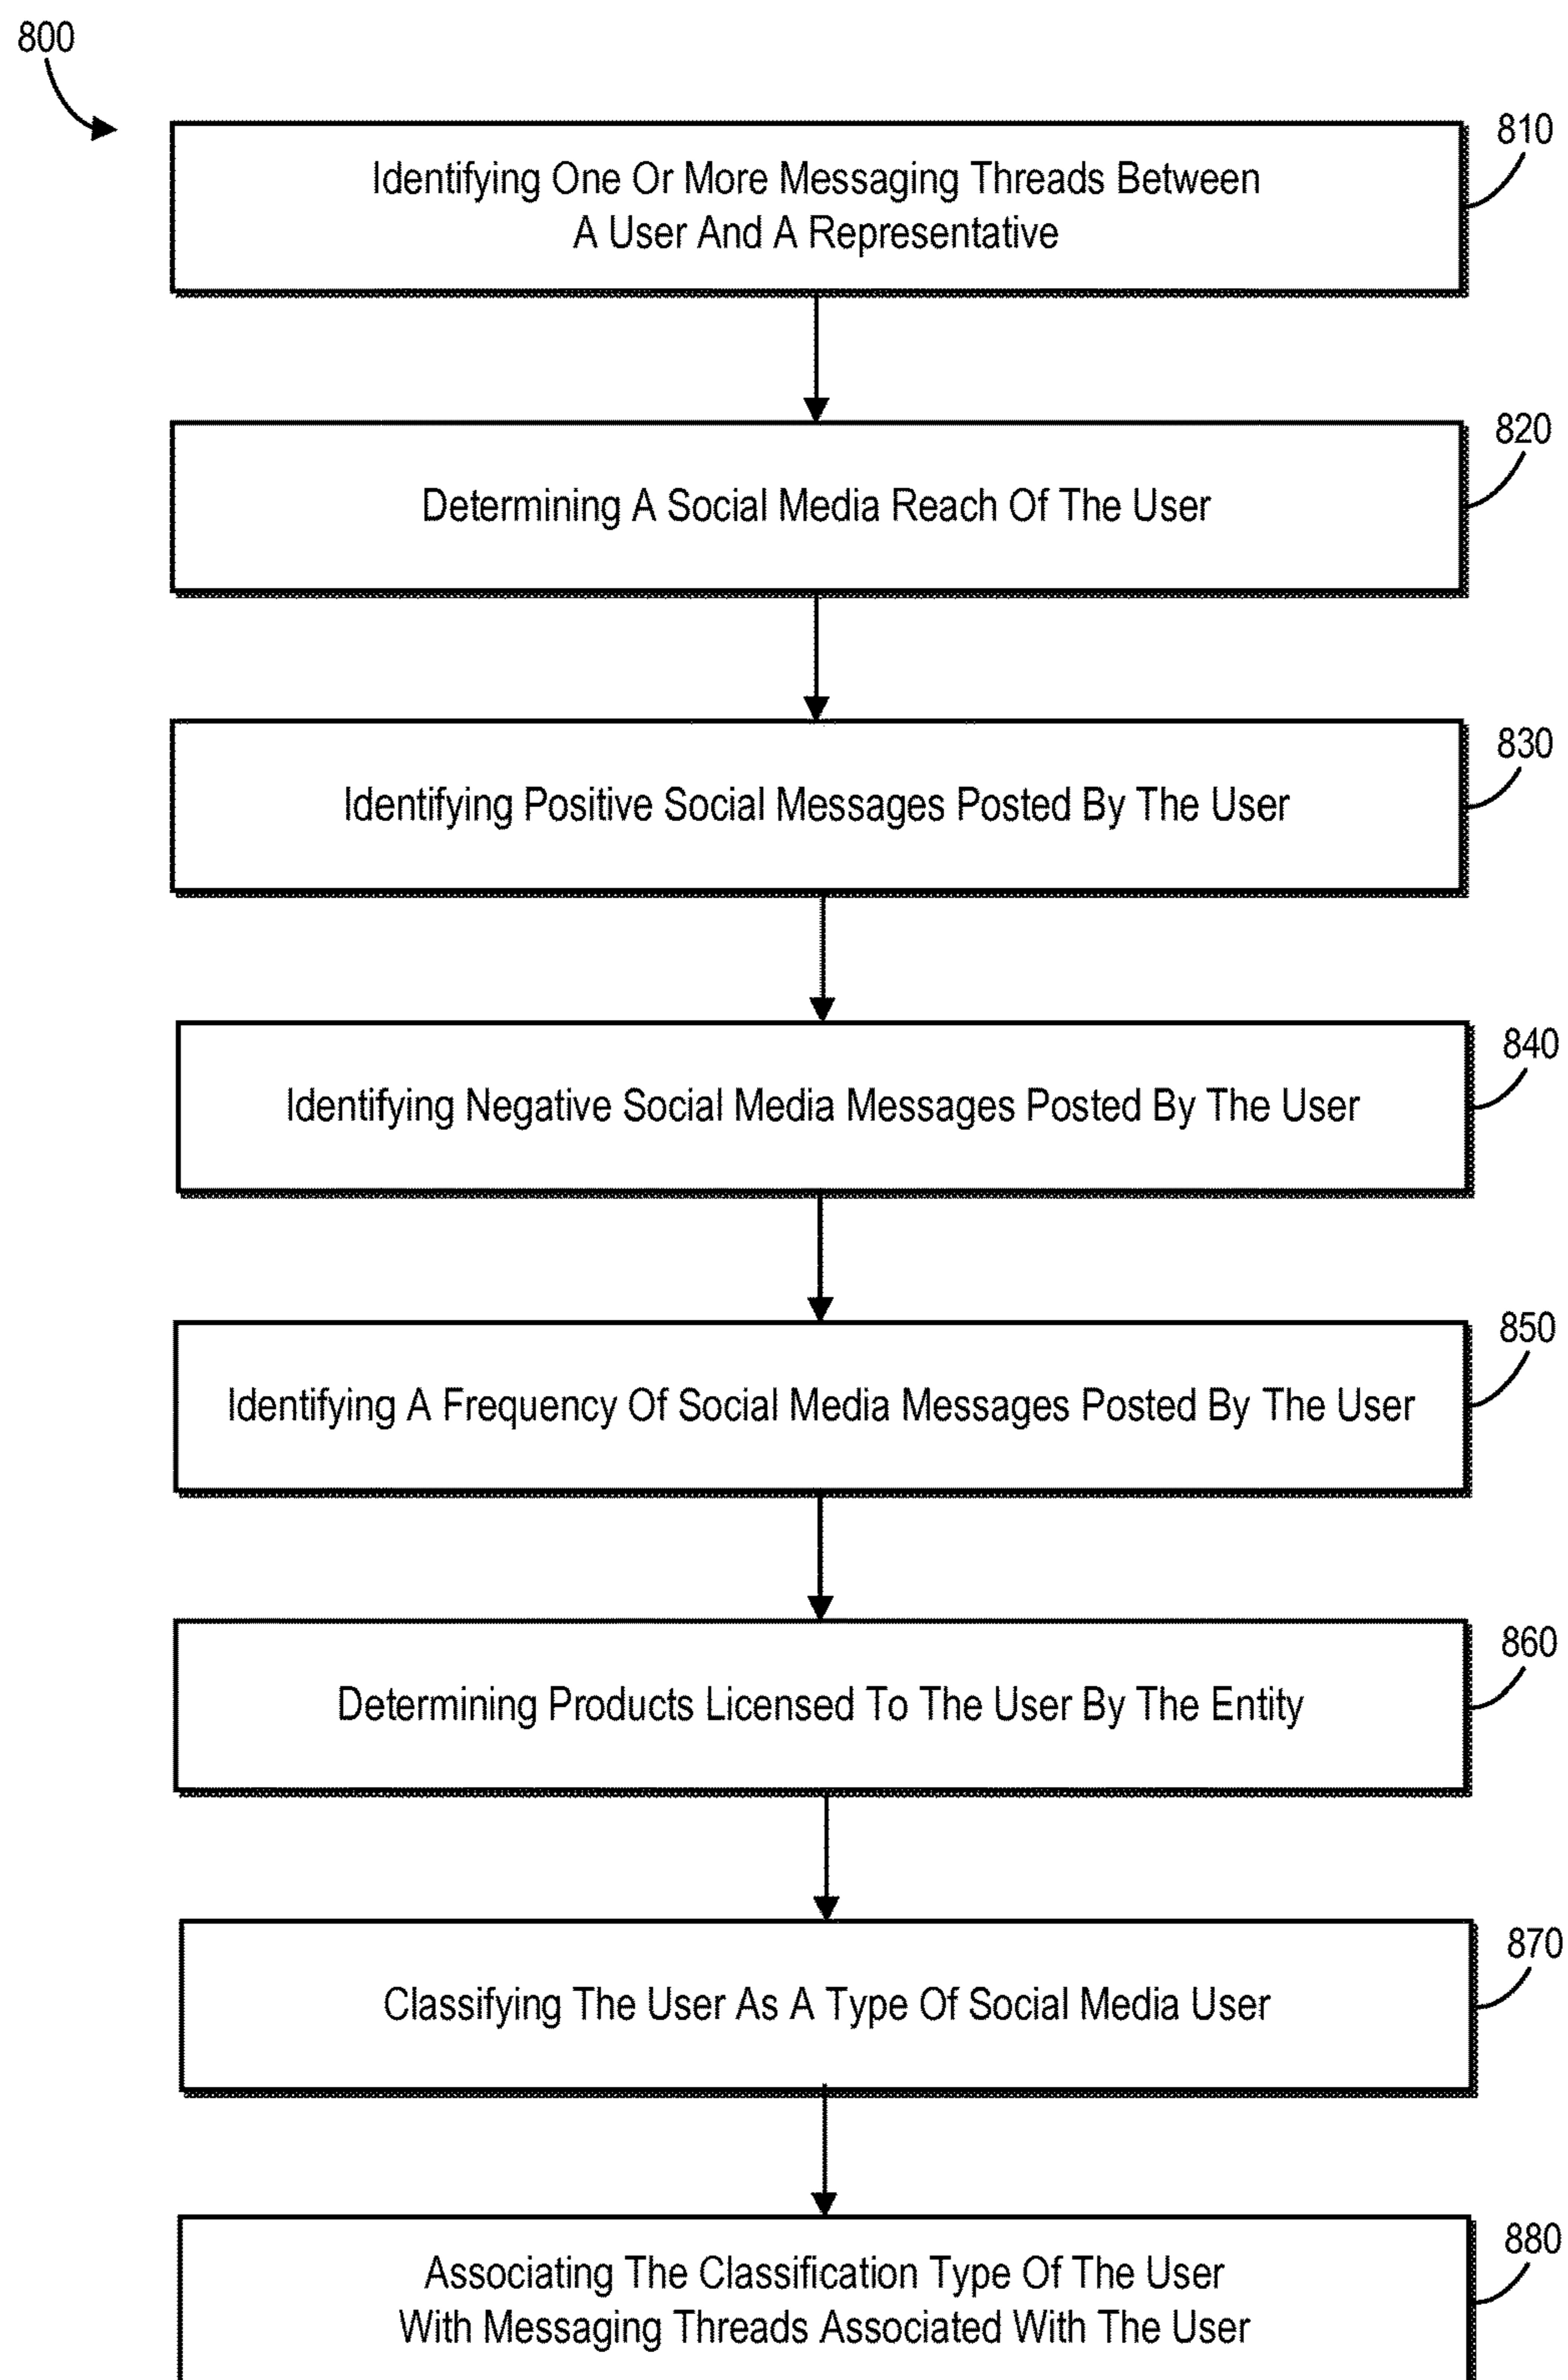 800
810
Identifying One Or More Messaging Threads Between
A User And A Representative
820
Determining A Social Media Reach Of The User
830
Identifying Positive Social Messages Posted By The User
840
Identifying Negative Social Media Messages Posted By The User
850
Identifying A Frequency Of Social Media Messages Posted By The User
860
Determining Products Licensed To The User By The Entity
870
Classifying The User As A Type Of Social Media User
880
Associating The Classification Type Of The User
With Messaging Threads Associated With The User